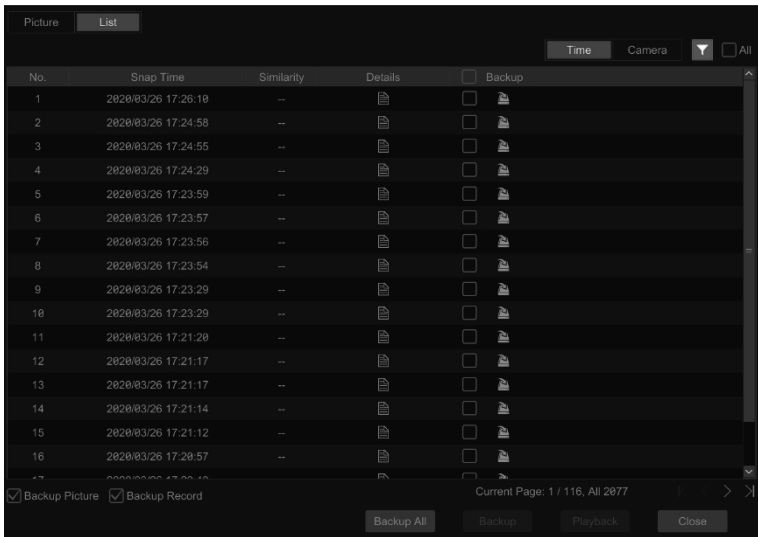 Picture List
Time Camera All
No. Snap Time Similarity Details Backup
1 2020/03/26 17:26:10 --
2 2020/03/26 17:24:58 --
3 2020/03/26 17:24:55 --
4 2020/03/26 17:24:29 --
5 2020/03/26 17:23:59 --
6 2020/03/26 17:23:57 --
7 2020/03/26 17:23:56 --
8 2020/03/26 17:23:54 --
9 2020/03/26 17:23:29 --
10 2020/03/26 17:23:29 --
11 2020/03/26 17:21:20 --
12 2020/03/26 17:21:17 --
13 2020/03/26 17:21:17 --
14 2020/03/26 17:21:14 --
15 2020/03/26 17:21:12 --
16 2020/03/26 17:20:57 --
Backup Picture Backup Record Current Page: 1 / 116, All 2077
Backup All Backup Playback Close